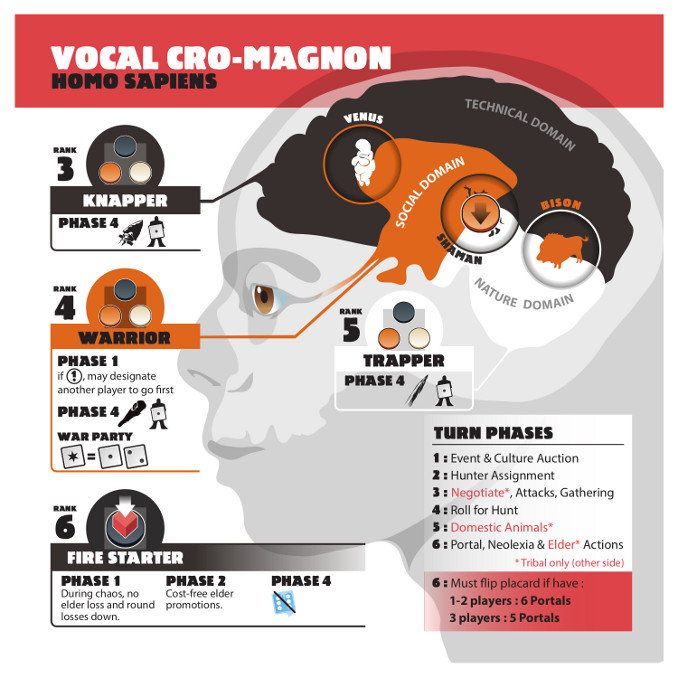 VOCAL CRO-MAGNON
HOMO SAPIENS
TECHNICAL DOMAIN
VENUS
SOCIAL DOMAIN
SHAMAN
BISON
NATURE DOMAIN
RANK
3
KNAPPER
PHASE 4
RANK
4
WARRIOR
PHASE 1
if (!), may designate
another player to go first
PHASE 4
WAR PARTY
=
RANK
5
TRAPPER
PHASE 4
RANK
6
FIRE STARTER
PHASE 1
During chaos, no
elder loss and round
losses down.
PHASE 2
Cost-free elder
promotions.
PHASE 4
TURN PHASES
1 : Event & Culture Auction
2 : Hunter Assignment
3 : Negotiate*, Attacks, Gathering
4 : Roll for Hunt
5 : Domestic Animals*
6 : Portal, Neolexia & Elder* Actions
* Tribal only (other side)
6 : Must flip placard if have :
1-2 players : 6 Portals
3 players : 5 Portals